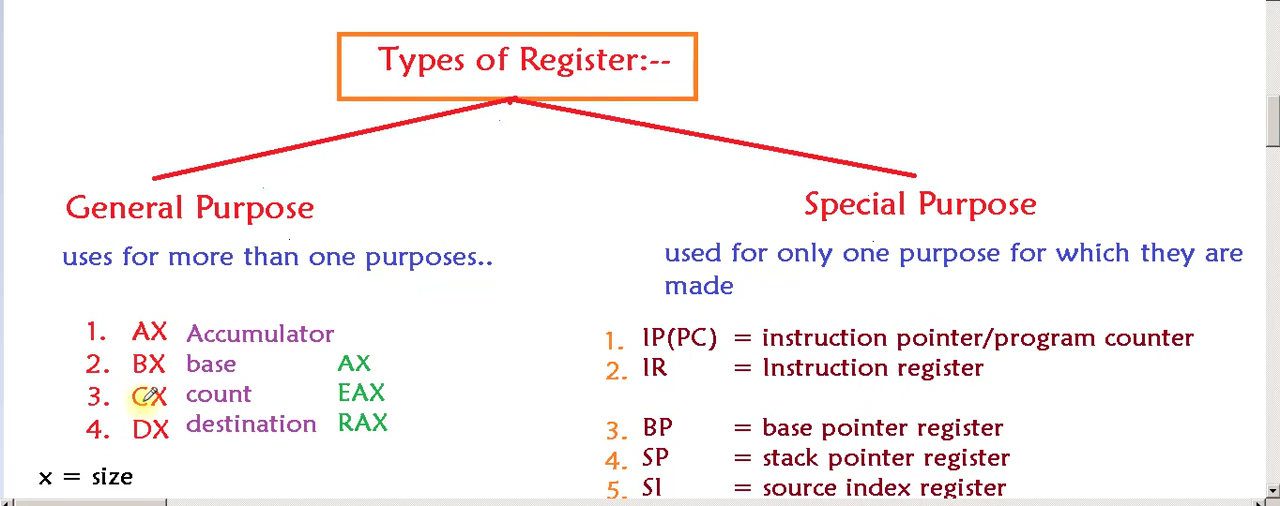 Types of Register:--
General Purpose
uses for more than one purposes..
1. AX Accumulator
2. BX base AX
3. CX count EAX
4. DX destination RAX
x = size
Special Purpose
used for only one purpose for which they are
made
1. IP(PC) = instruction pointer/program counter
2. IR = Instruction register
3. BP = base pointer register
4. SP = stack pointer register
5. SI = source index register